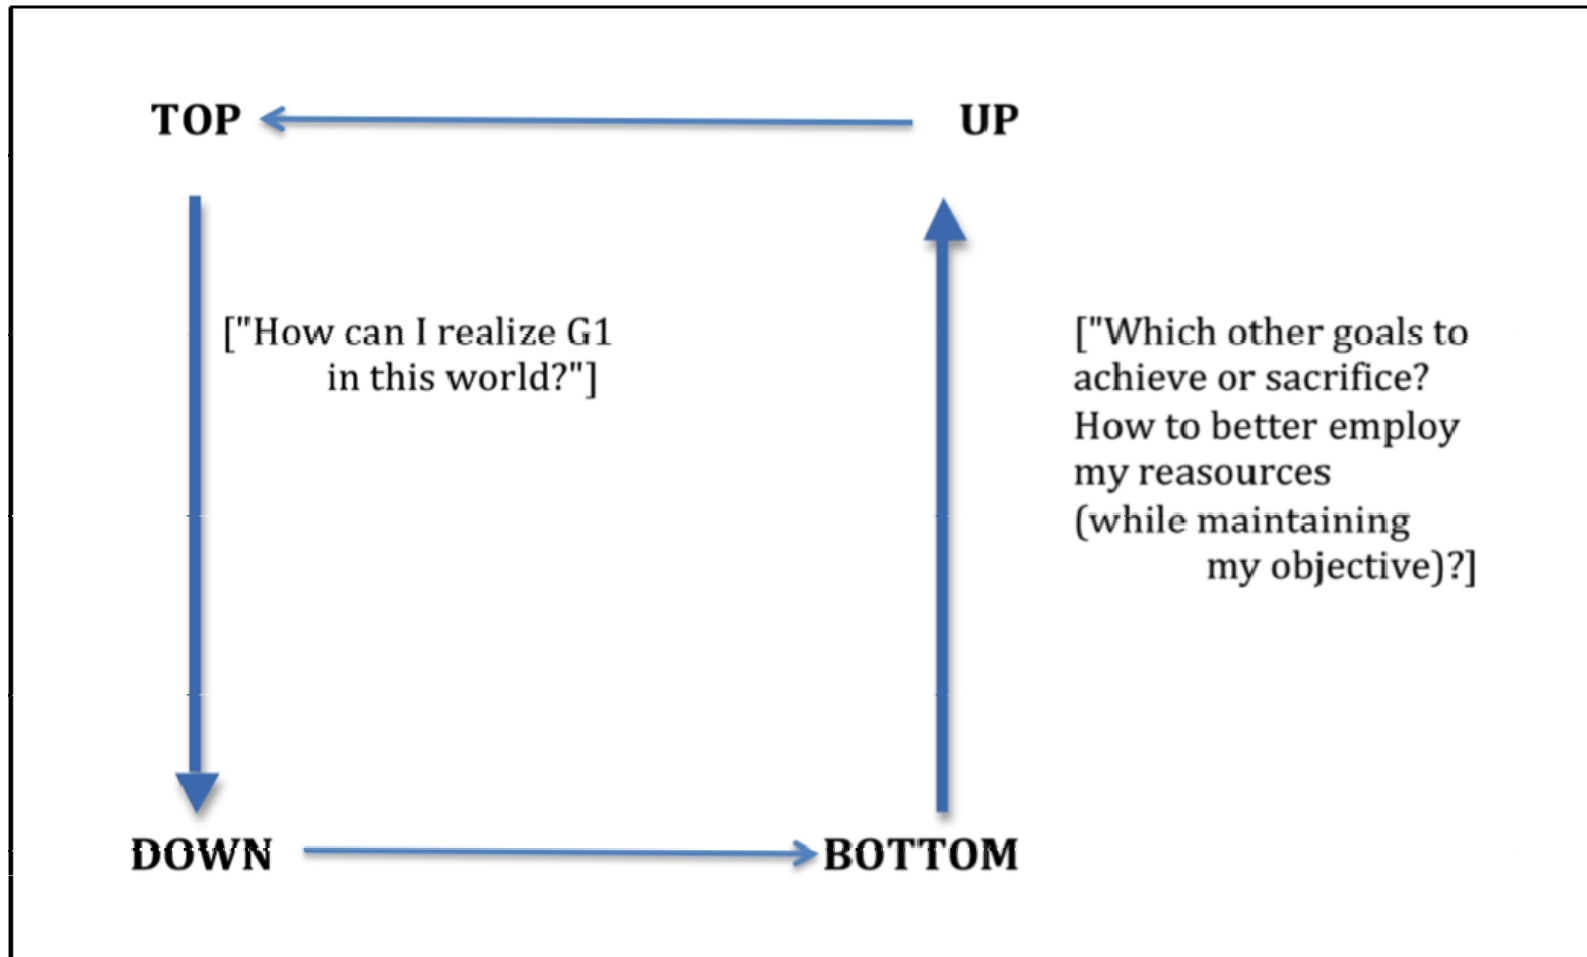 TOP
UP
["How can I realize G1
in this world?"]
["Which other goals to
achieve or sacrifice?
How to better employ
my reasources
(while maintaining
my objective)?]
DOWN
BOTTOM